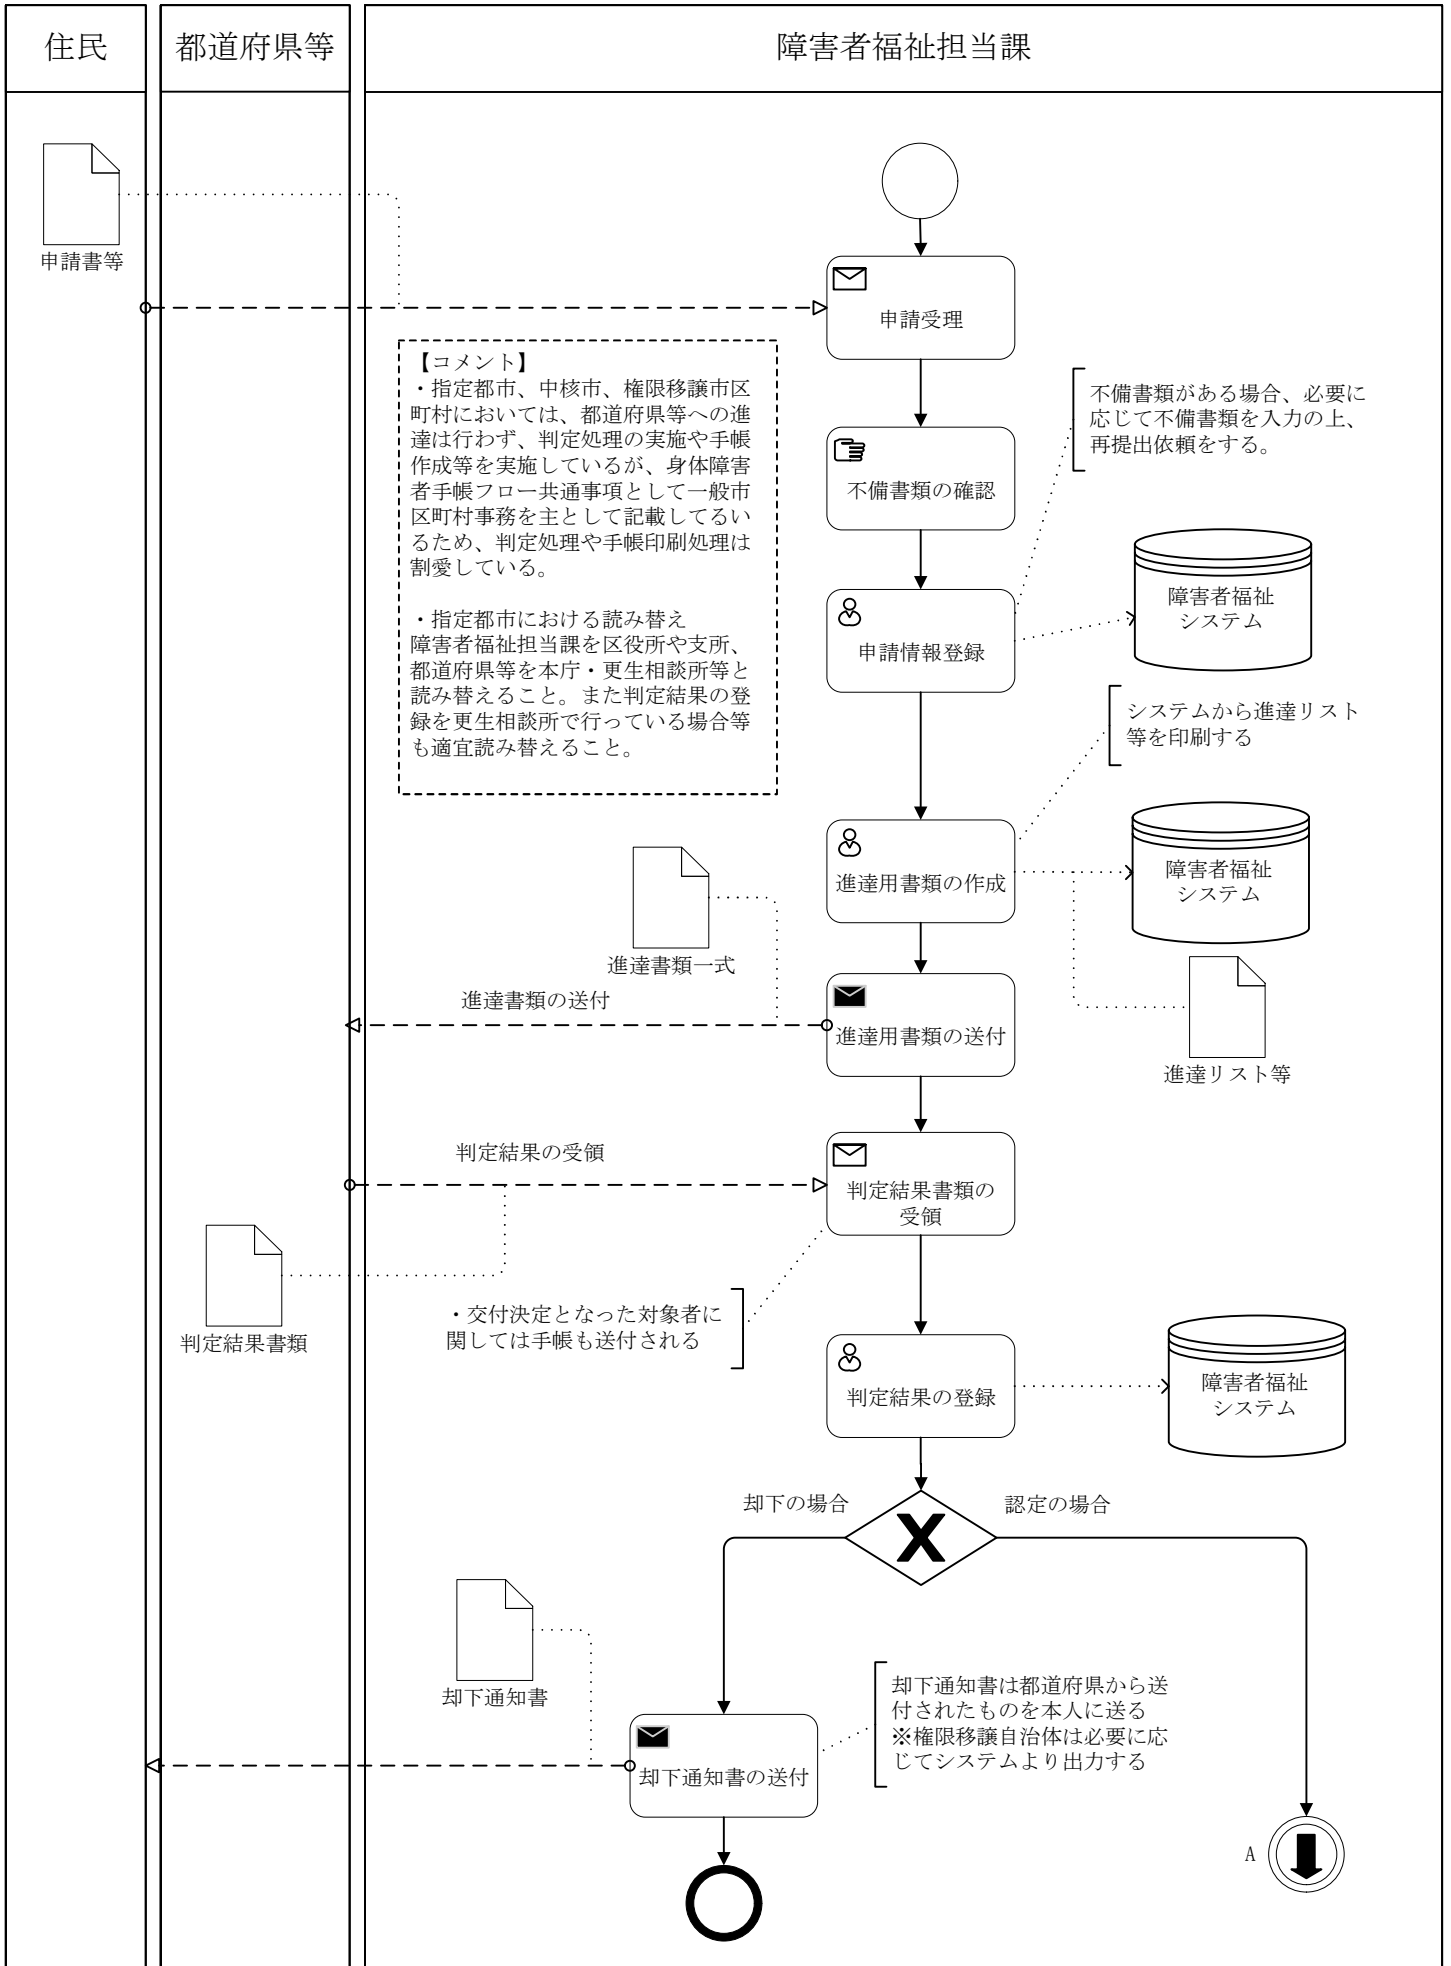 住民
都道府県等
障害者福祉担当課
申請書等
申請受理
【コメント】
・指定都市、中核市、権限移譲市区
町村においては、都道府県等への進
達は行わず、判定処理の実施や手帳
作成等を実施しているが、身体障害
者手帳フロー共通事項として一般市
区町村事務を主として記載してるい
るため、判定処理や手帳印刷処理は
割愛している。
・指定都市における読み替え
障害者福祉担当課を区役所や支所、
都道府県等を本庁・更生相談所等と
読み替えること。また判定結果の登
録を更生相談所で行っている場合等
も適宜読み替えること。
不備書類がある場合、必要に
応じて不備書類を入力の上、
再提出依頼をする。
不備書類の確認
障害者福祉
システム
申請情報登録
システムから進達リスト
等を印刷する
進達用書類の作成
障害者福祉
システム
進達書類一式
進達書類の送付
進達用書類の送付
進達リスト等
判定結果の受領
判定結果書類の
受領
判定結果書類
・交付決定となった対象者に
関しては手帳も送付される
判定結果の登録
障害者福祉
システム
却下の場合
認定の場合
却下通知書
却下通知書は都道府県から送
付されたものを本人に送る
※権限移譲自治体は必要に応
じてシステムより出力する
却下通知書の送付
A